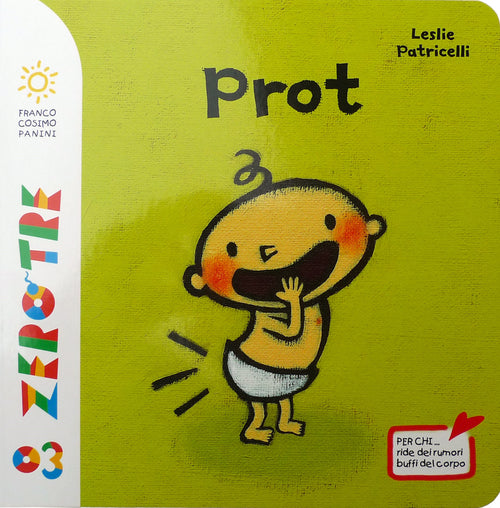 Leslie
Patricelli
Prot
FRANCO
COSIMO
PANINI
ZEROTRE
03
PER CHI...
ride dei rumori
buffi del corpo